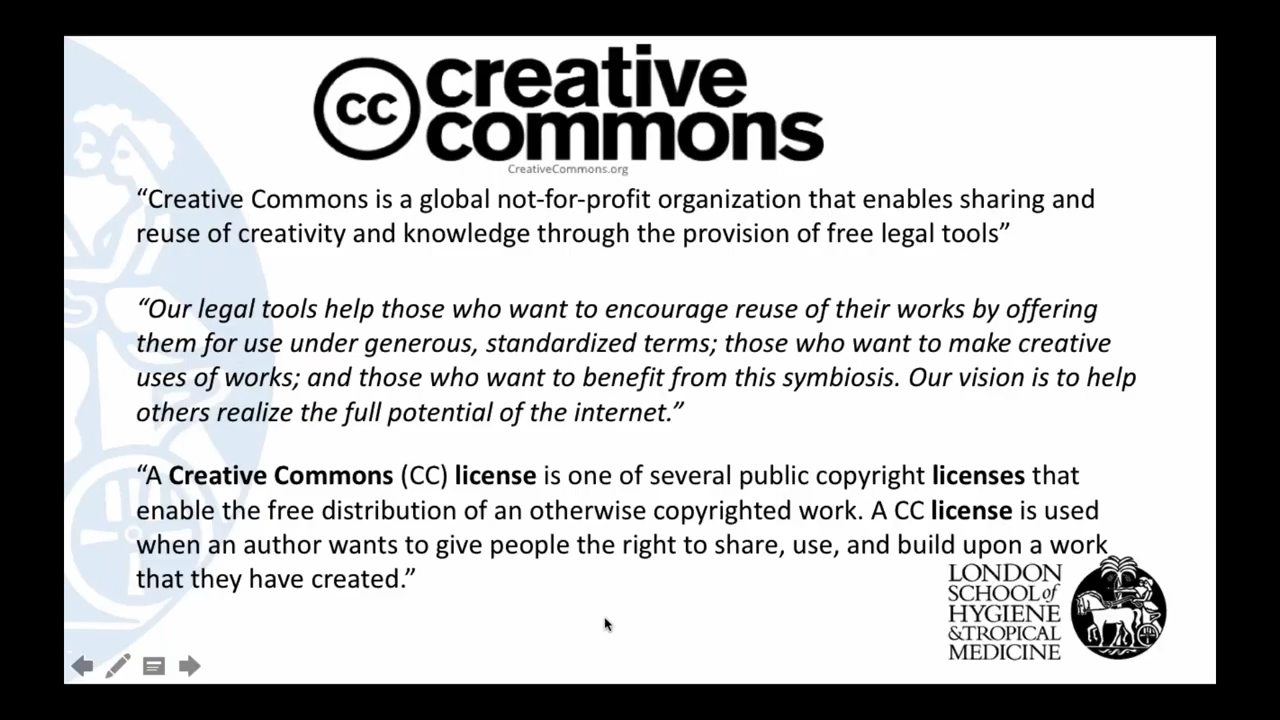 cc creative
commons
CreativeCommons.org
“Creative Commons is a global not-for-profit organization that enables sharing and
reuse of creativity and knowledge through the provision of free legal tools”
“Our legal tools help those who want to encourage reuse of their works by offering
them for use under generous, standardized terms; those who want to make creative
uses of works; and those who want to benefit from this symbiosis. Our vision is to help
others realize the full potential of the internet.”
“A Creative Commons (CC) license is one of several public copyright licenses that
enable the free distribution of an otherwise copyrighted work. A CC license is used
when an author wants to give people the right to share, use, and build upon a work
that they have created.”
LONDON
SCHOOL of
HYGIENE
&TROPICAL
MEDICINE